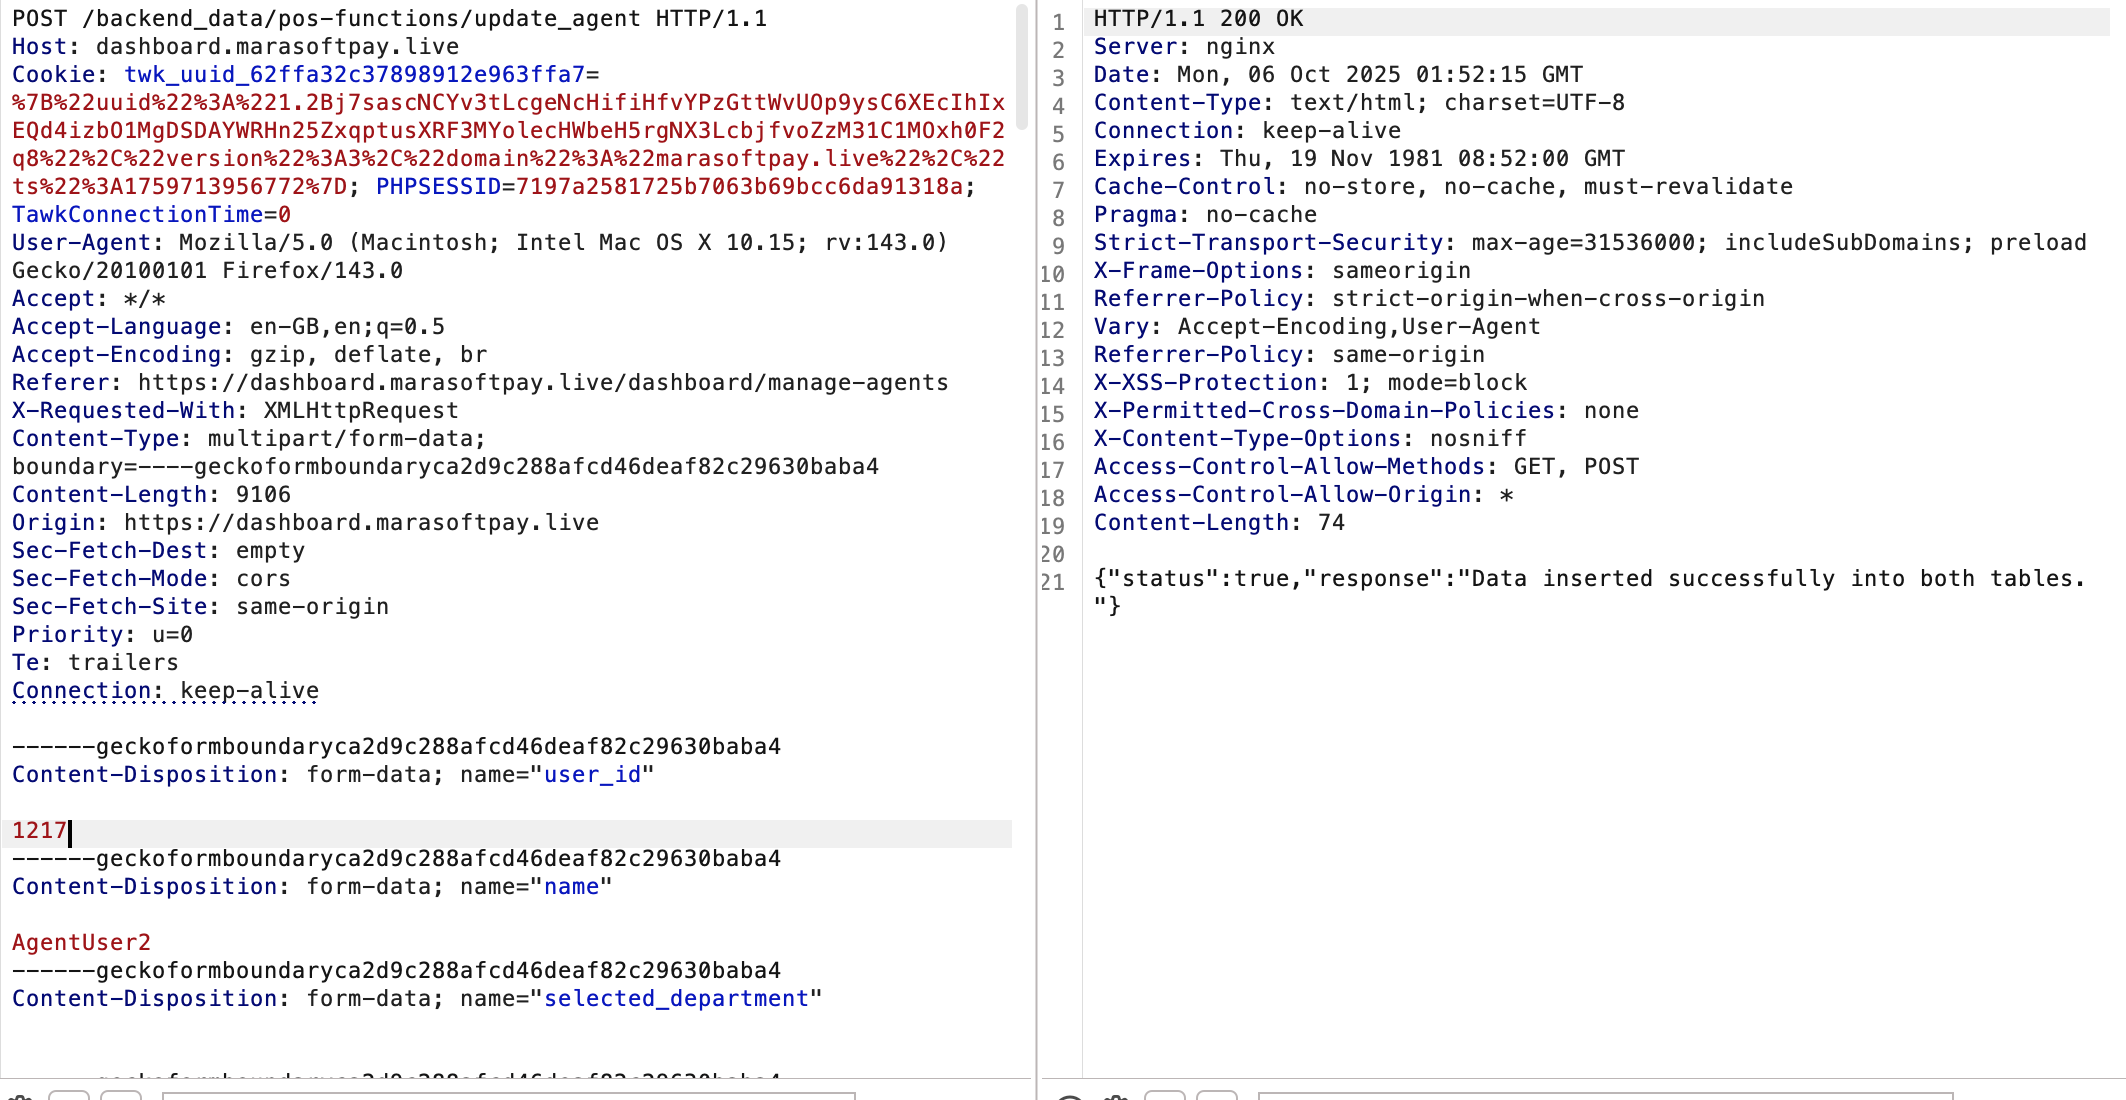 POST /backend_data/pos-functions/update_agent HTTP/1.1
Host: dashboard.marasoftpay.live
Cookie: twk_uuid_62ffa32c37898912e963ffa7=
%7B%22uuid%22%3A%221.2Bj7sascNCYv3tLcgeNcHifiHfvYPzGttWvUOp9ysC6XEcIhIx
EQd4izbO1MgDSDAYWRHn25ZxqptusXRF3MYolecHWbeH5rgNX3LcbjfvoZzM31C1MOxh0F2
q8%22%2C%22version%22%3A3%2C%22domain%22%3A%22marasoftpay.live%22%2C%22
ts%22%3A1759713956772%7D; PHPSESSID=7197a2581725b7063b69bcc6da91318a;
TawkConnectionTime=0
User-Agent: Mozilla/5.0 (Macintosh; Intel Mac OS X 10.15; rv:143.0)
Gecko/20100101 Firefox/143.0
Accept: */*
Accept-Language: en-GB,en;q=0.5
Accept-Encoding: gzip, deflate, br
Referer: https://dashboard.marasoftpay.live/dashboard/manage-agents
X-Requested-With: XMLHttpRequest
Content-Type: multipart/form-data;
boundary=----geckoformboundaryca2d9c288afcd46deaf82c29630baba4
Content-Length: 9106
Origin: https://dashboard.marasoftpay.live
Sec-Fetch-Dest: empty
Sec-Fetch-Mode: cors
Sec-Fetch-Site: same-origin
Priority: u=0
Te: trailers
Connection: keep-alive
------geckoformboundaryca2d9c288afcd46deaf82c29630baba4
Content-Disposition: form-data; name="user_id"
1217
------geckoformboundaryca2d9c288afcd46deaf82c29630baba4
Content-Disposition: form-data; name="name"
AgentUser2
------geckoformboundaryca2d9c288afcd46deaf82c29630baba4
Content-Disposition: form-data; name="selected_department"
1 HTTP/1.1 200 OK
2 Server: nginx
3 Date: Mon, 06 Oct 2025 01:52:15 GMT
4 Content-Type: text/html; charset=UTF-8
5 Connection: keep-alive
6 Expires: Thu, 19 Nov 1981 08:52:00 GMT
7 Cache-Control: no-store, no-cache, must-revalidate
8 Pragma: no-cache
9 Strict-Transport-Security: max-age=31536000; includeSubDomains; preload
10 X-Frame-Options: sameorigin
11 Referrer-Policy: strict-origin-when-cross-origin
12 Vary: Accept-Encoding,User-Agent
13 Referrer-Policy: same-origin
14 X-XSS-Protection: 1; mode=block
15 X-Permitted-Cross-Domain-Policies: none
16 X-Content-Type-Options: nosniff
17 Access-Control-Allow-Methods: GET, POST
18 Access-Control-Allow-Origin: *
19 Content-Length: 74
20
21 {"status":true,"response":"Data inserted successfully into both tables.
"}